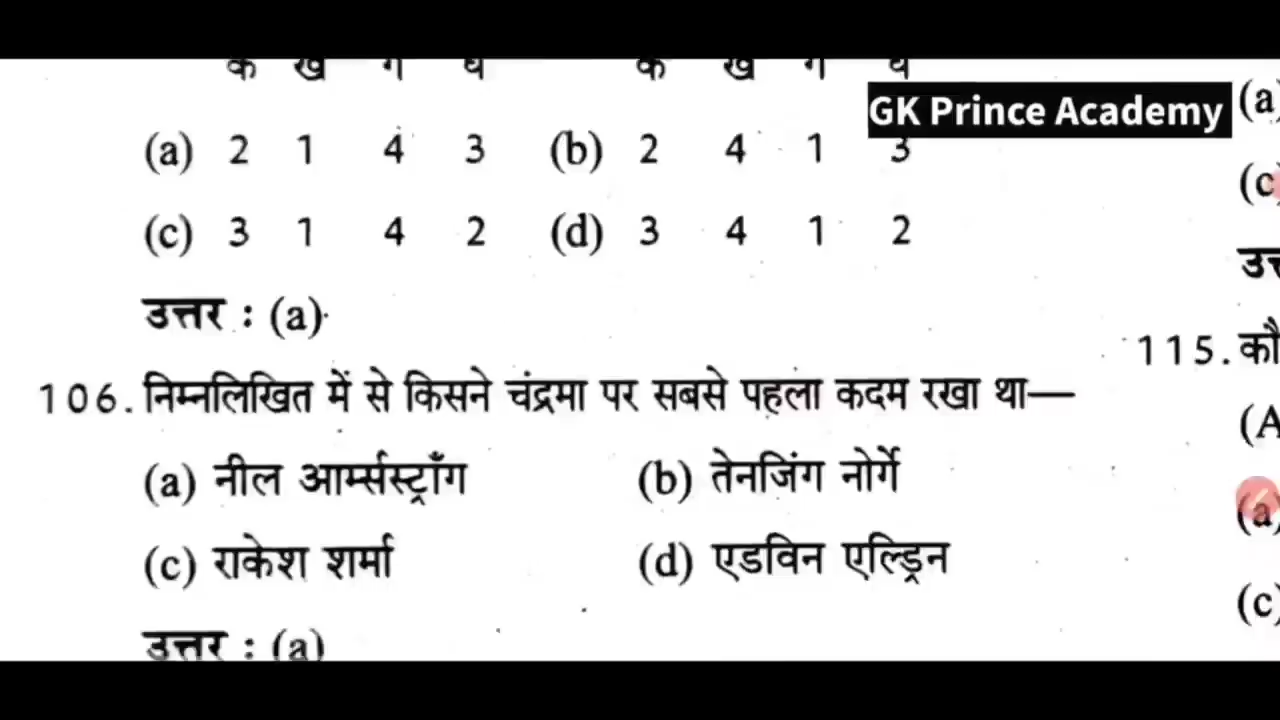 क ख ग घ क ख ग घ
GK Prince Academy
(a) 2 1 4 3 (b) 2 4 1 3
(c) 3 1 4 2 (d) 3 4 1 2
उत्तर : (a)
106. निम्नलिखित में से किसने चंद्रमा पर सबसे पहला कदम रखा था—
(a) नील आर्म्सस्ट्राँग (b) तेनजिंग नोर्गे
(c) राकेश शर्मा (d) एडविन एल्ड्रिन
उत्तर : (a)
(a)
(c)
115. कौ
(A
(a)
(c)